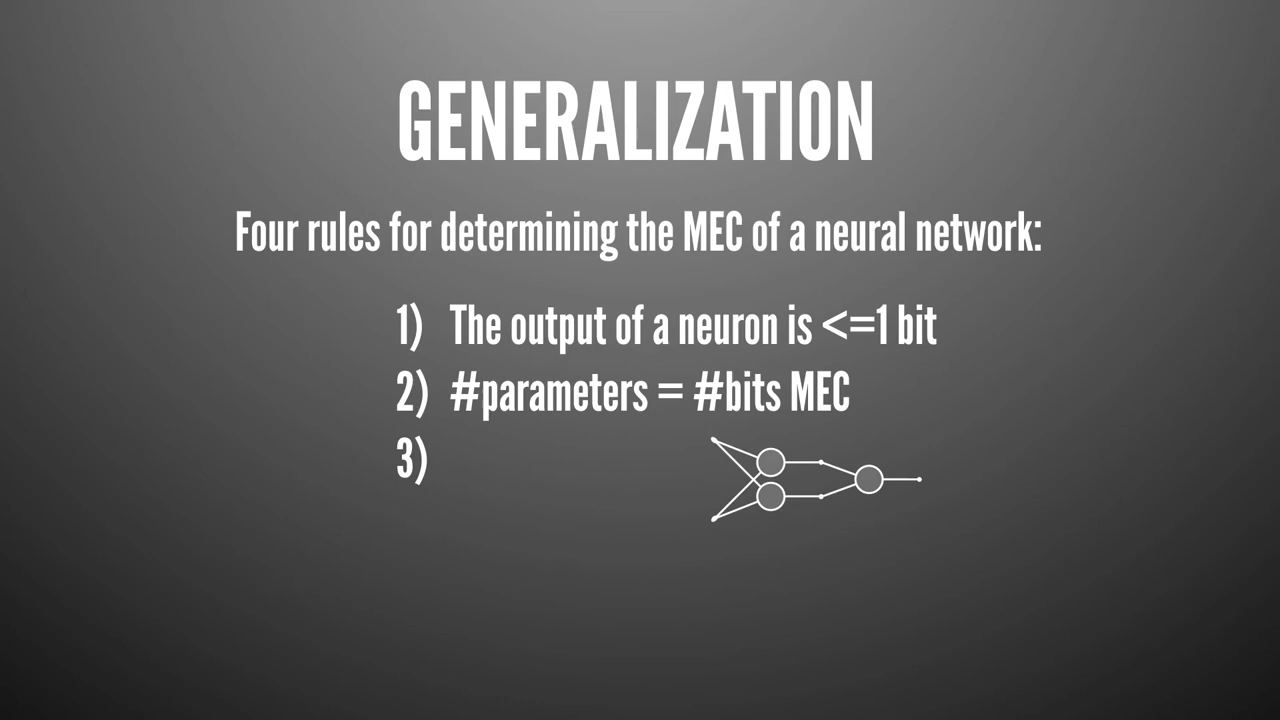 GENERALIZATION
Four rules for determining the MEC of a neural network:
1) The output of a neuron is <=1 bit
2) #parameters = #bits MEC
3)